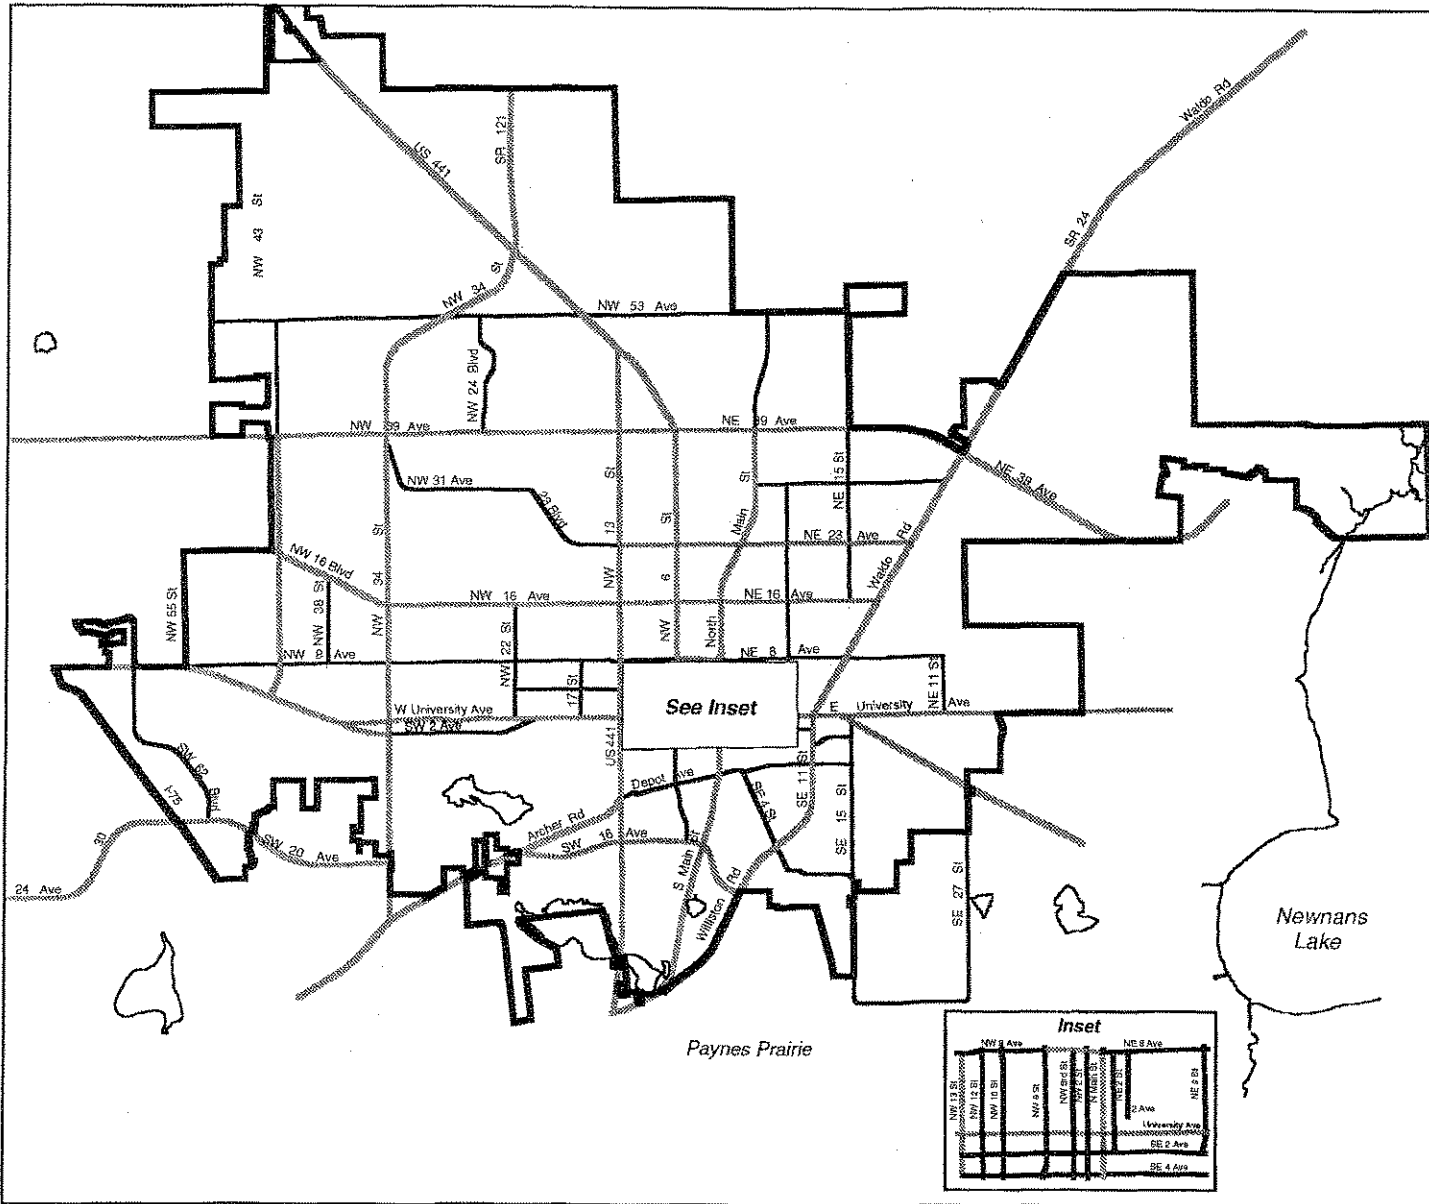 Waldo Rd
US 441
SR 121
NW 43 St
SR 24
NW 34 St
NW 53 Ave
NW 24 Blvd
NW 39 Ave
NE 39 Ave
NW 31 Ave
23 Blvd
NW 13 St
NW 6 St
North Main St
NE 15 St
NE 39 Ave
NE 23 Ave
Waldo Rd
NW 16 Blvd
NW 34 St
NW 55 St
NW 38 St
NW 16 Ave
NE 16 Ave
NW 22 St
NW 8 Ave
NE 8 Ave
17 St
NE 11 St
See Inset
W University Ave
SW 2 Ave
E University Ave
US 441
SW 62 Blvd
I-75
Depot Ave
SE 4 St
SE 11 St
SE 15 St
Archer Rd
SW 16 Ave
30
SW 20 Ave
24 Ave
S Main St
Williston Rd
SE 27 St
Newnans
Lake
Paynes Prairie
Inset
NW 8 Ave
NE 8 Ave
NW 13 St
NW 12 St
NW 10 St
NW 6 St
NW 3rd St
NW 2 St
N Main St
NE 2 St
2 Ave
University Ave
SE 2 Ave
SE 4 Ave